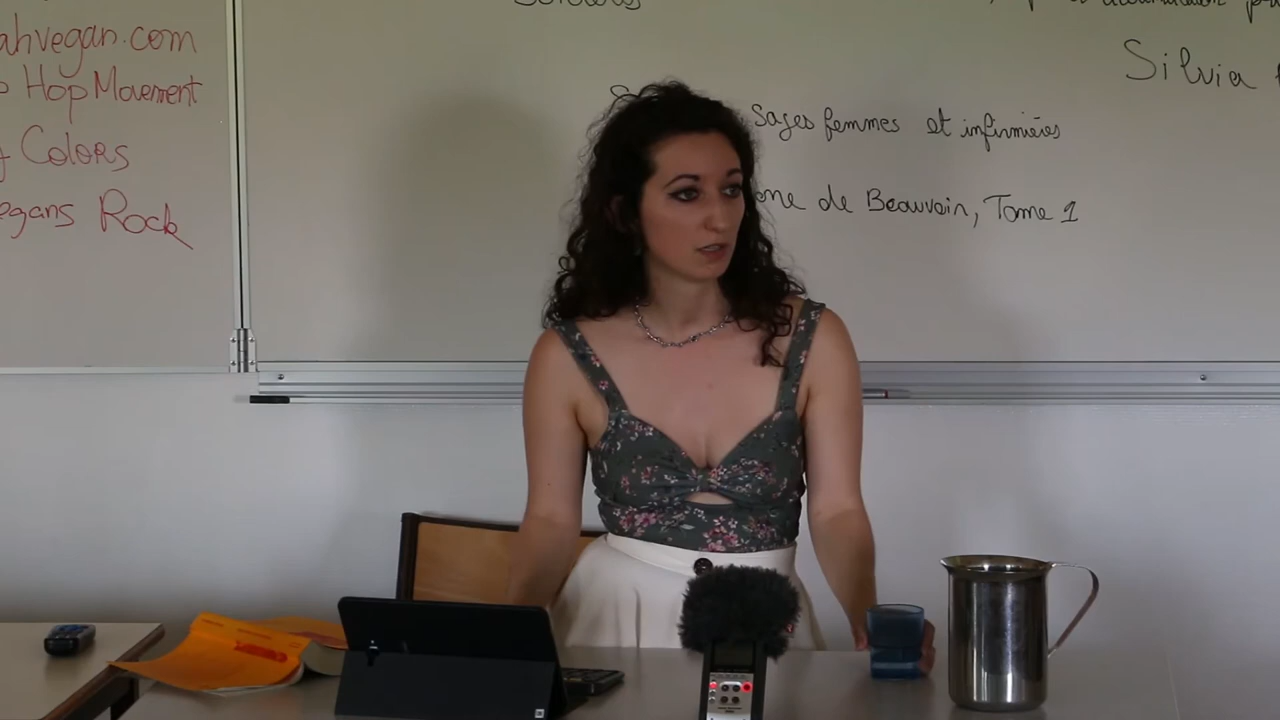 ahvegan.com
Hop Movement
Colors
egans Rock
Silvia
Sages femmes et infirmières
one de Beauvoir, Tome 1